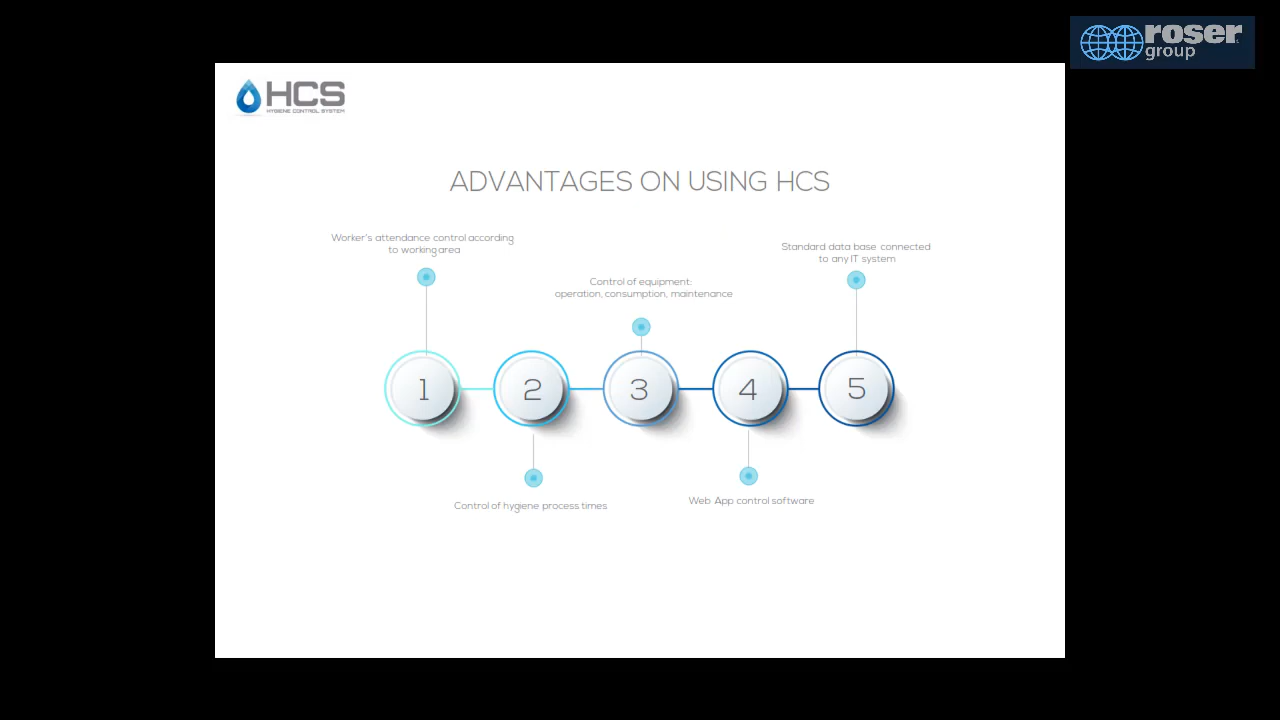 roser
group
HCS
HYGIENE CONTROL SYSTEM
ADVANTAGES ON USING HCS
Worker's attendance control according
to working area
Control of equipment:
operation, consumption, maintenance
Standard data base connected
to any IT system
1
2
3
4
5
Control of hygiene process times
Web App control software